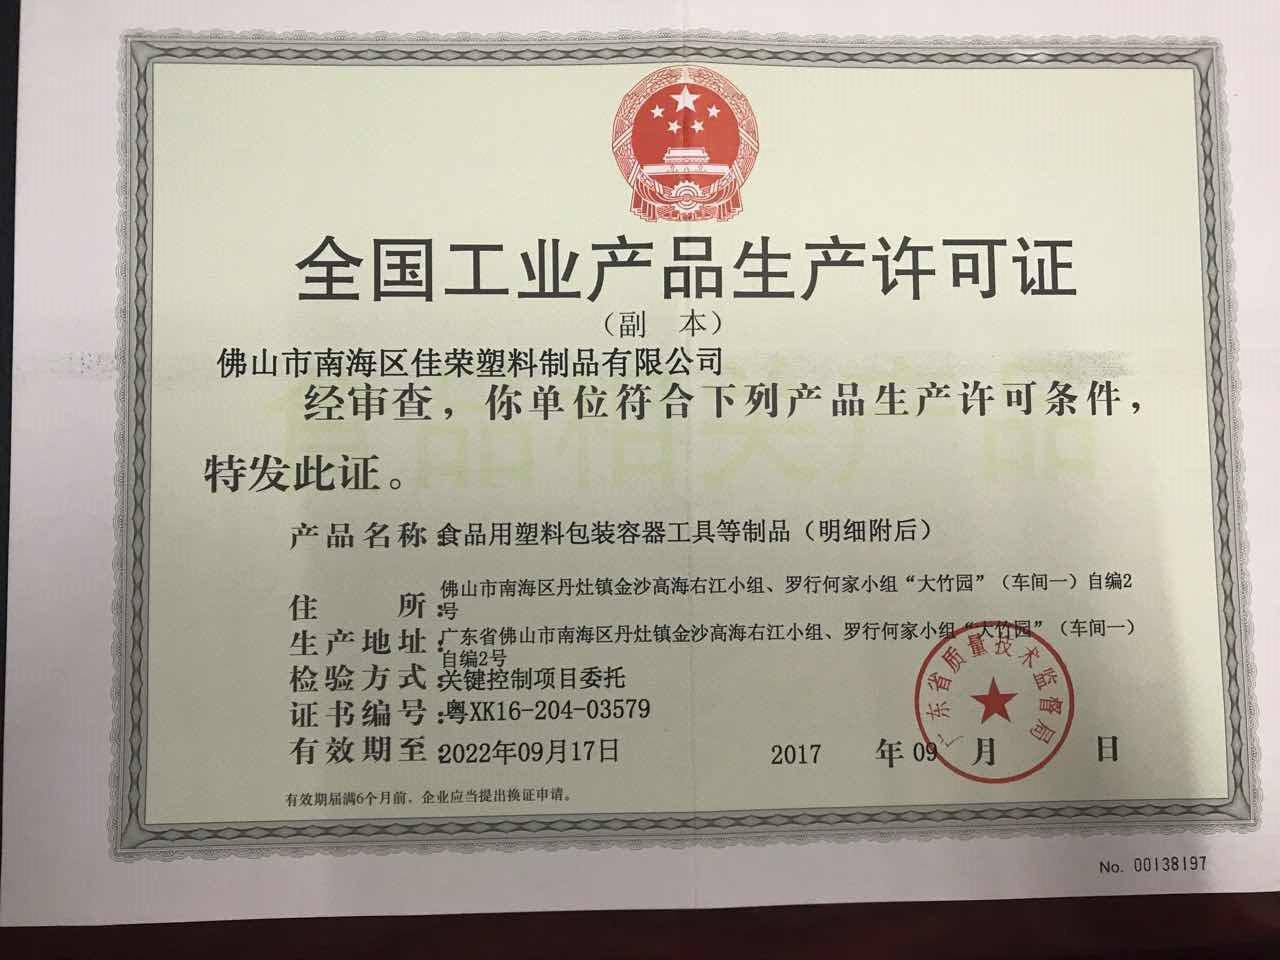 全国工业产品生产许可证
（副 本）
佛山市南海区佳荣塑料制品有限公司
经审查，你单位符合下列产品生产许可条件，
特发此证。
产品名称：食品用塑料包装容器工具等制品（明细附后）
住 所：佛山市南海区丹灶镇金沙高海右江小组、罗行何家小组“大竹园”（车间一）自编2
号
生产地址：广东省佛山市南海区丹灶镇金沙高海右江小组、罗行何家小组“大竹园”（车间一）
自编2号
检验方式：关键控制项目委托
证书编号：粤XK16-204-03579
有效期至：2022年09月17日
2017 年 09 月 日
广东省质量技术监督局
有效期届满6个月前，企业应当提出换证申请。
No. 00138197